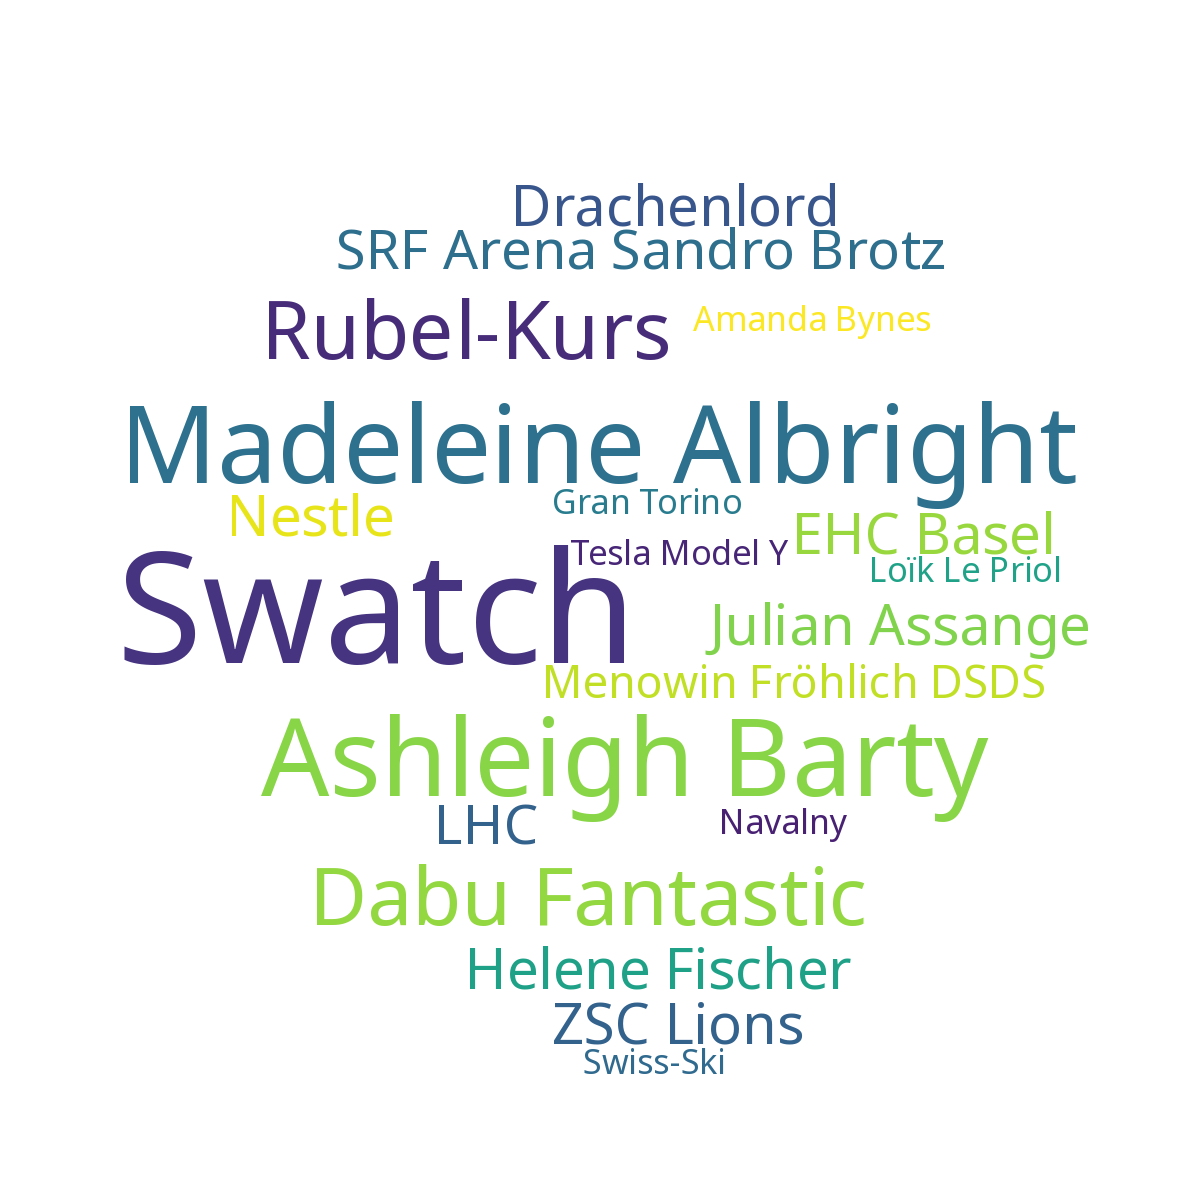 Drachenlord
SRF Arena Sandro Brotz
Rubel-Kurs
Amanda Bynes
Madeleine Albright
Nestle
Gran Torino
EHC Basel
Tesla Model Y
Loïk Le Priol
Swatch
Julian Assange
Menowin Fröhlich DSDS
Ashleigh Barty
LHC
Navalny
Dabu Fantastic
Helene Fischer
ZSC Lions
Swiss-Ski